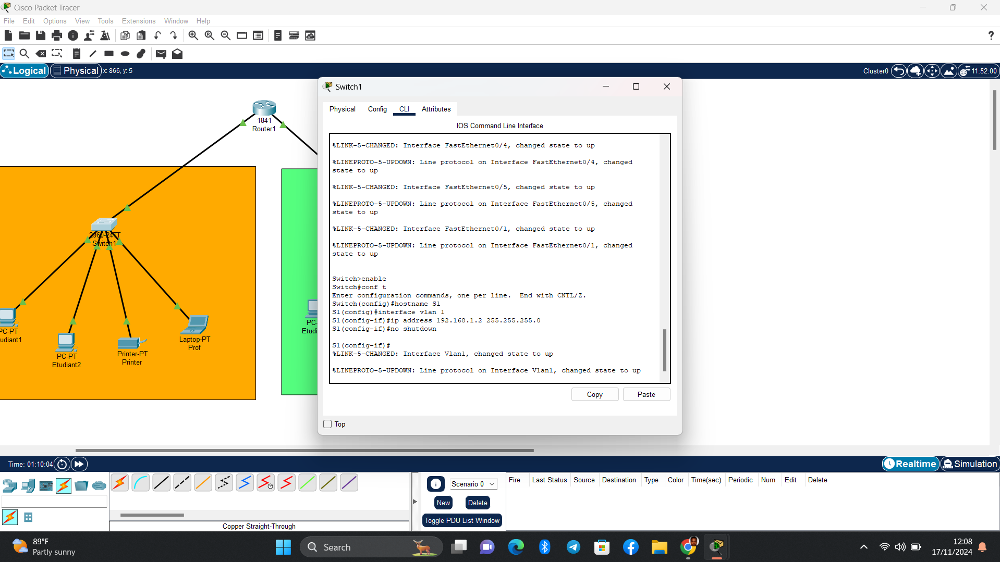 Cisco Packet Tracer
File Edit Options View Tools Extensions Window Help
?
Logical Physical x: 866, y: 5 Cluster0 11:52:00
1841
Router1
2960-24TT
Switch1
PC-PT
udiant1
PC-PT
Etudiant2
Printer-PT
Printer
Laptop-PT
Prof
PC-
Etudi
Switch1
Physical Config CLI Attributes
IOS Command Line Interface
%LINK-5-CHANGED: Interface FastEthernet0/4, changed state to up
%LINEPROTO-5-UPDOWN: Line protocol on Interface FastEthernet0/4, changed
state to up
%LINK-5-CHANGED: Interface FastEthernet0/5, changed state to up
%LINEPROTO-5-UPDOWN: Line protocol on Interface FastEthernet0/5, changed
state to up
%LINK-5-CHANGED: Interface FastEthernet0/1, changed state to up
%LINEPROTO-5-UPDOWN: Line protocol on Interface FastEthernet0/1, changed
state to up
Switch>enable
Switch#conf t
Enter configuration commands, one per line.  End with CNTL/Z.
Switch(config)#hostname S1
S1(config)#interface vlan 1
S1(config-if)#ip address 192.168.1.2 255.255.255.0
S1(config-if)#no shutdown
S1(config-if)#
%LINK-5-CHANGED: Interface Vlan1, changed state to up
%LINEPROTO-5-UPDOWN: Line protocol on Interface Vlan1, changed state to up
Copy Paste
Top
Time: 01:10:04 Realtime Simulation
Scenario 0
New Delete
Toggle PDU List Window
Fire Last Status Source Destination Type Color Time(sec) Periodic Num Edit Delete
Copper Straight-Through
89°F
Partly sunny
Search
12:08
17/11/2024